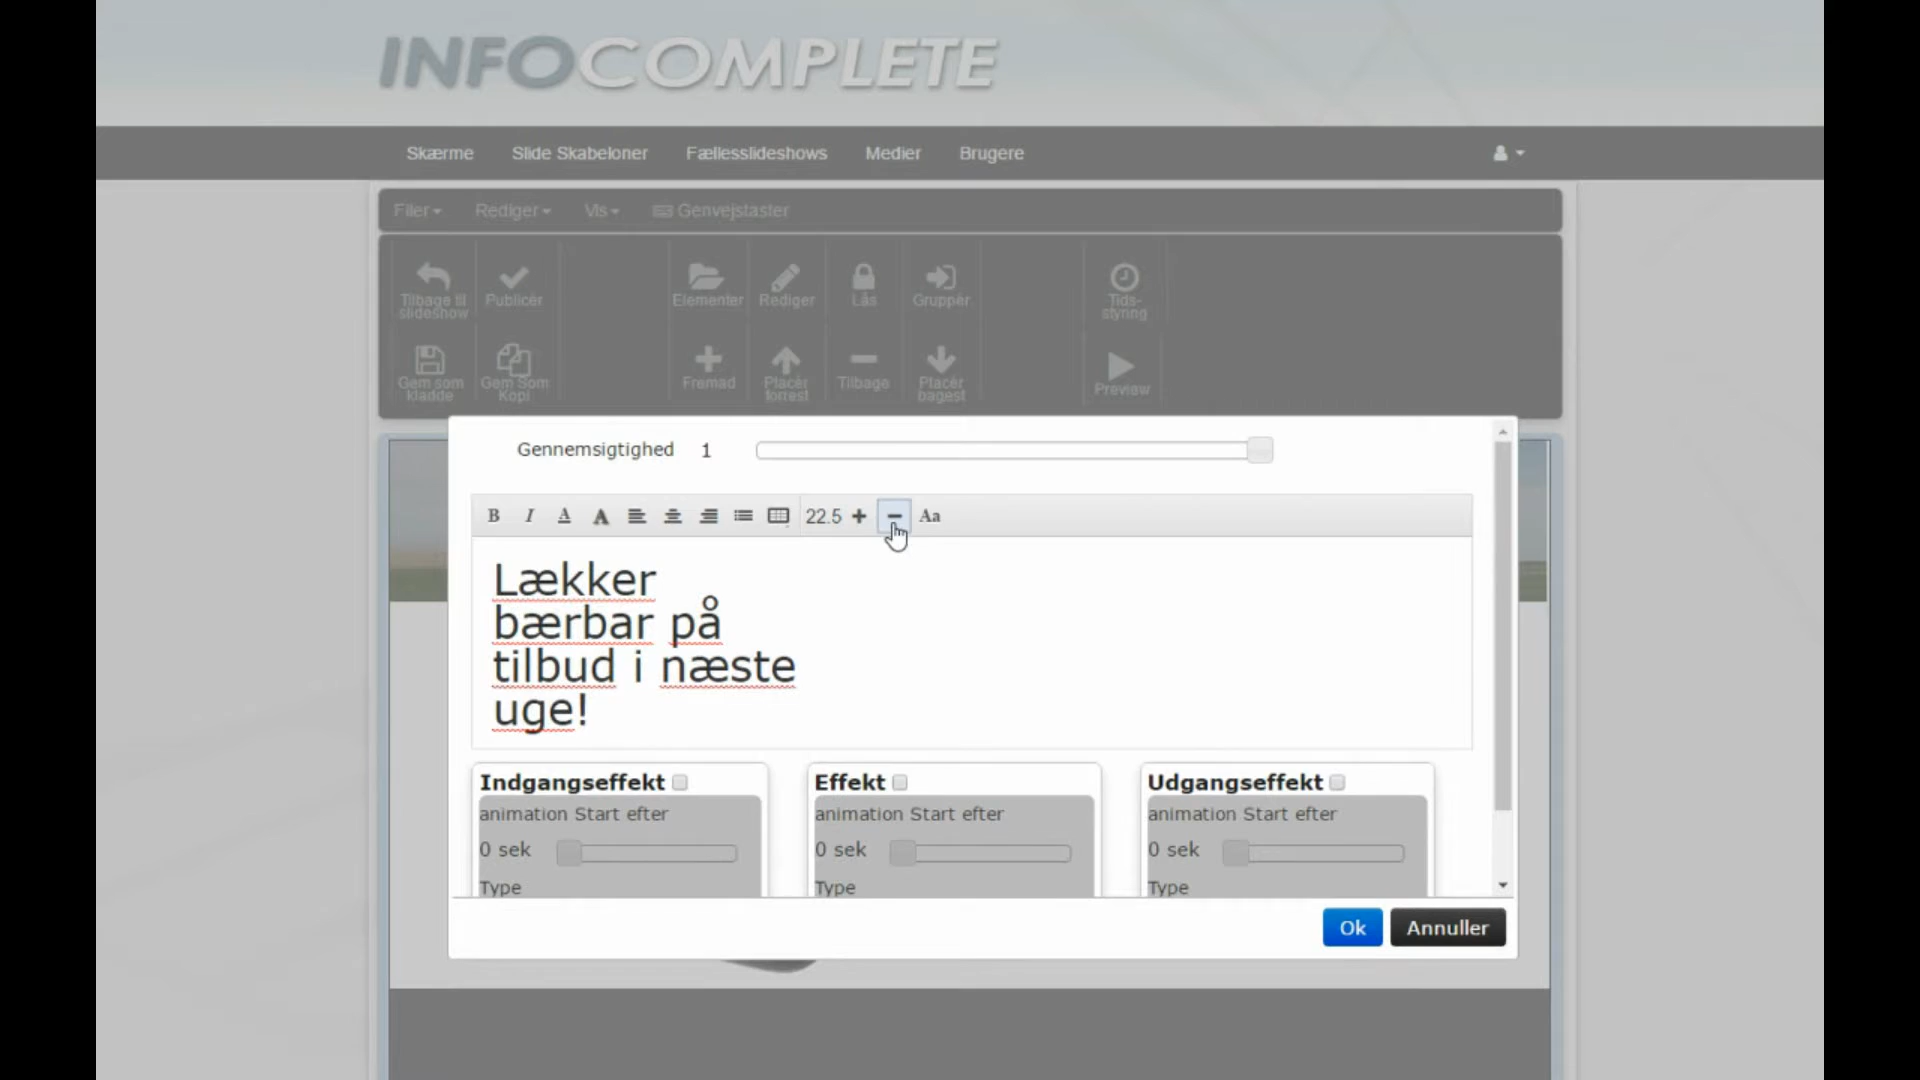 INFOCOMPLETE
Skærme Slide Skabeloner Fællesslideshows Medier Brugere
Filer Rediger Vis Genvejstaster
Tilbage til slideshow Publicér Elementer Rediger Lås Gruppér Tids-styring
Gem som kladde Gem Som Kopi Fremad Placér forrest Tilbage Placér bagest Preview
Gennemsigtighed 1
B I A A 22.5 + − Aa
Lækker
bærbar på
tilbud i næste
uge!
Indgangseffekt Effekt Udgangseffekt
animation Start efter animation Start efter animation Start efter
0 sek 0 sek 0 sek
Type Type Type
Ok Annuller